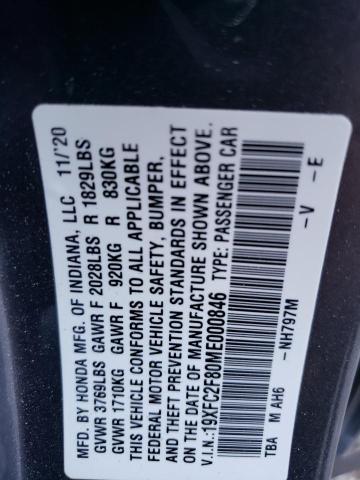 MFD. BY HONDA MFG. OF INDIANA, LLC 11/'20
GVWR 3769LBS GAWR F 2028LBS R 1829LBS
GVWR 1710KG GAWR F 920KG R 830KG
THIS VEHICLE CONFORMS TO ALL APPLICABLE
FEDERAL MOTOR VEHICLE SAFETY, BUMPER,
AND THEFT PREVENTION STANDARDS IN EFFECT
ON THE DATE OF MANUFACTURE SHOWN ABOVE.
V.I.N.:19XFC2F80ME000846 TYPE: PASSENGER CAR
-V -E
-NH797M
TBA M AH6